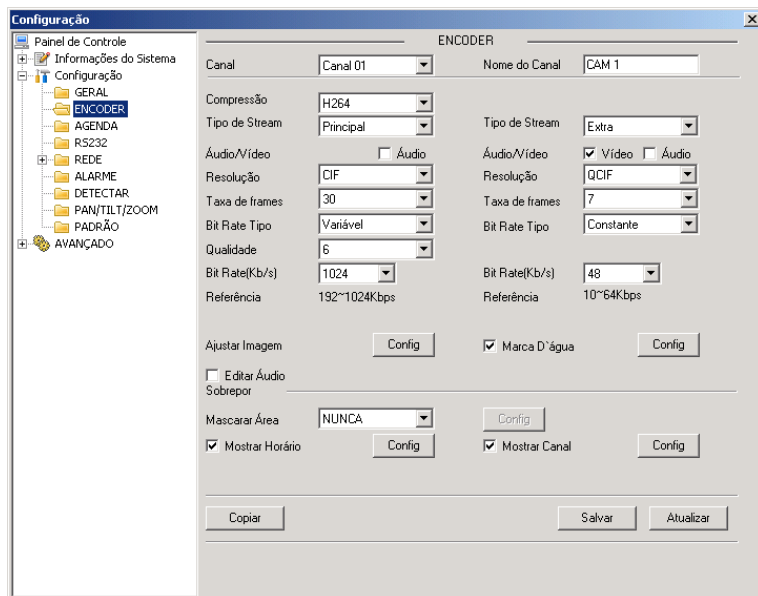 Configuração
Painel de Controle
Informações do Sistema
Configuração
GERAL
ENCODER
AGENDA
RS232
REDE
ALARME
DETECTAR
PAN/TILT/ZOOM
PADRÃO
AVANÇADO
ENCODER
Canal Canal 01 Nome do Canal CAM 1
Compressão H264
Tipo de Stream Principal Tipo de Stream Extra
Áudio/Vídeo Áudio Áudio/Vídeo Vídeo Áudio
Resolução CIF Resolução QCIF
Taxa de frames 30 Taxa de frames 7
Bit Rate Tipo Variável Bit Rate Tipo Constante
Qualidade 6
Bit Rate(Kb/s) 1024 Bit Rate(Kb/s) 48
Referência 192~1024Kbps Referência 10~64Kbps
Ajustar Imagem Config Marca D`água Config
Editar Áudio
Sobrepor
Mascarar Área NUNCA Config
Mostrar Horário Config Mostrar Canal Config
Copiar Salvar Atualizar